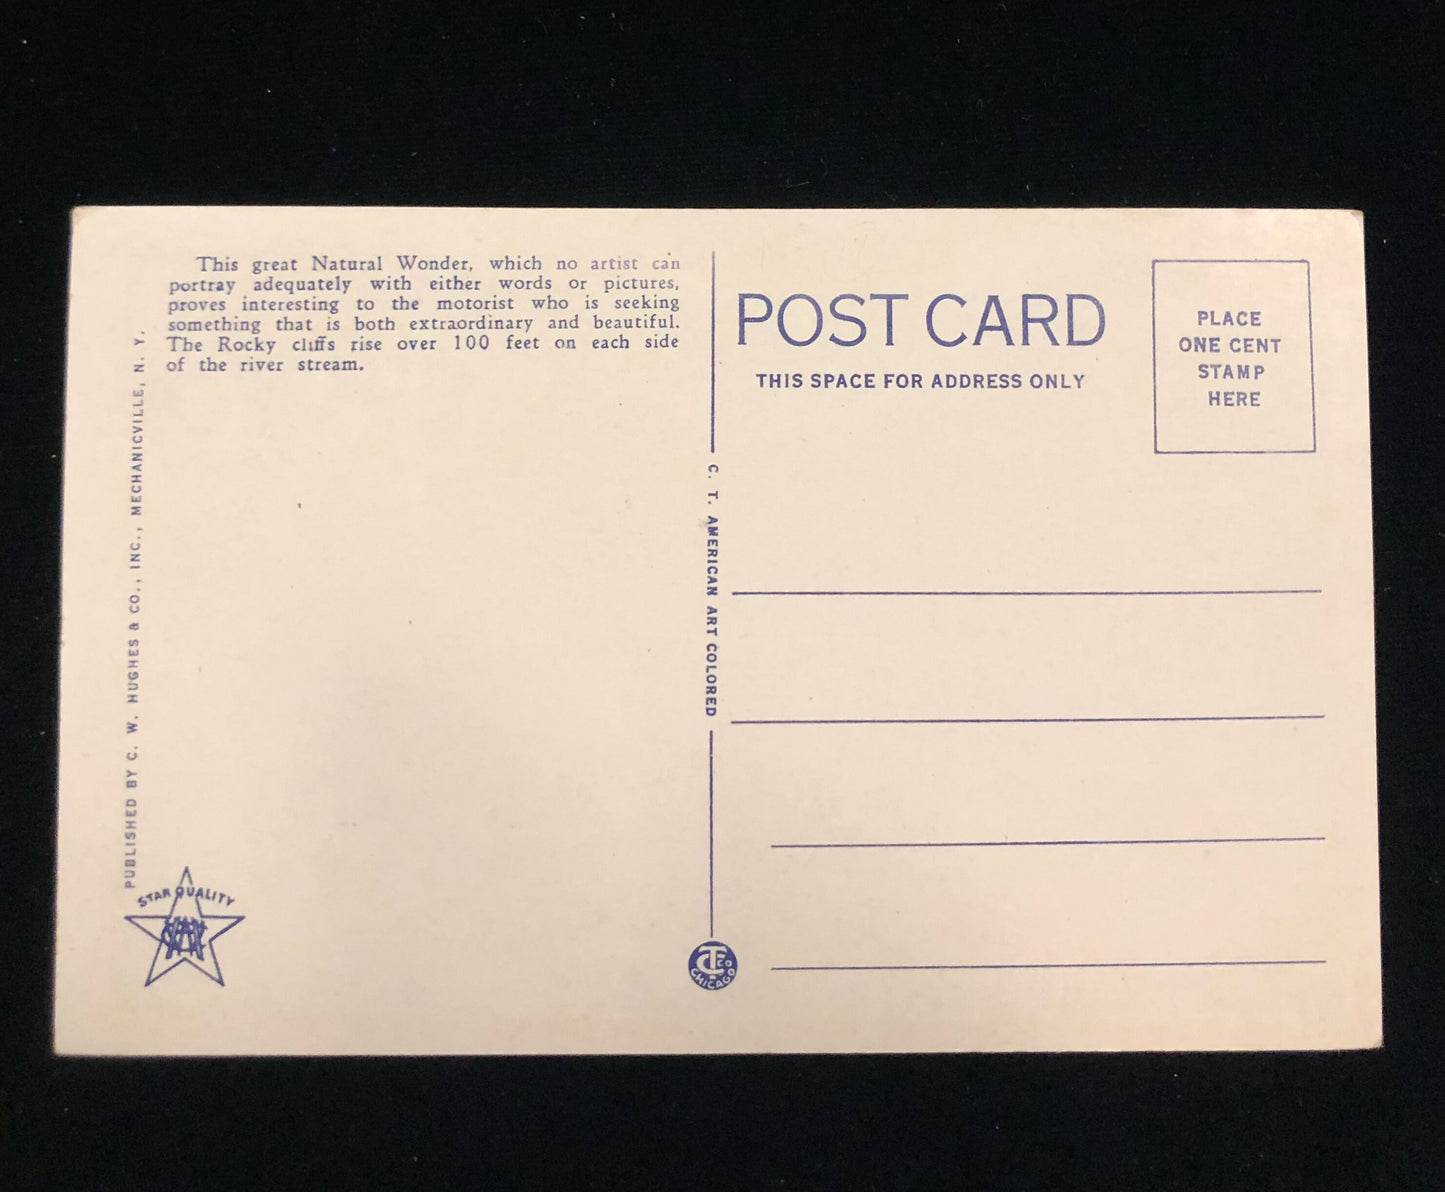 This great Natural Wonder, which no artist can
portray adequately with either words or pictures,
proves interesting to the motorist who is seeking
something that is both extraordinary and beautiful.
The Rocky cliffs rise over 100 feet on each side
of the river stream.
PUBLISHED BY C. W. HUGHES & CO., INC., MECHANICVILLE, N. Y.
STAR QUALITY
C. T. AMERICAN ART COLORED
CT CO
CHICAGO
POST CARD
THIS SPACE FOR ADDRESS ONLY
PLACE
ONE CENT
STAMP
HERE